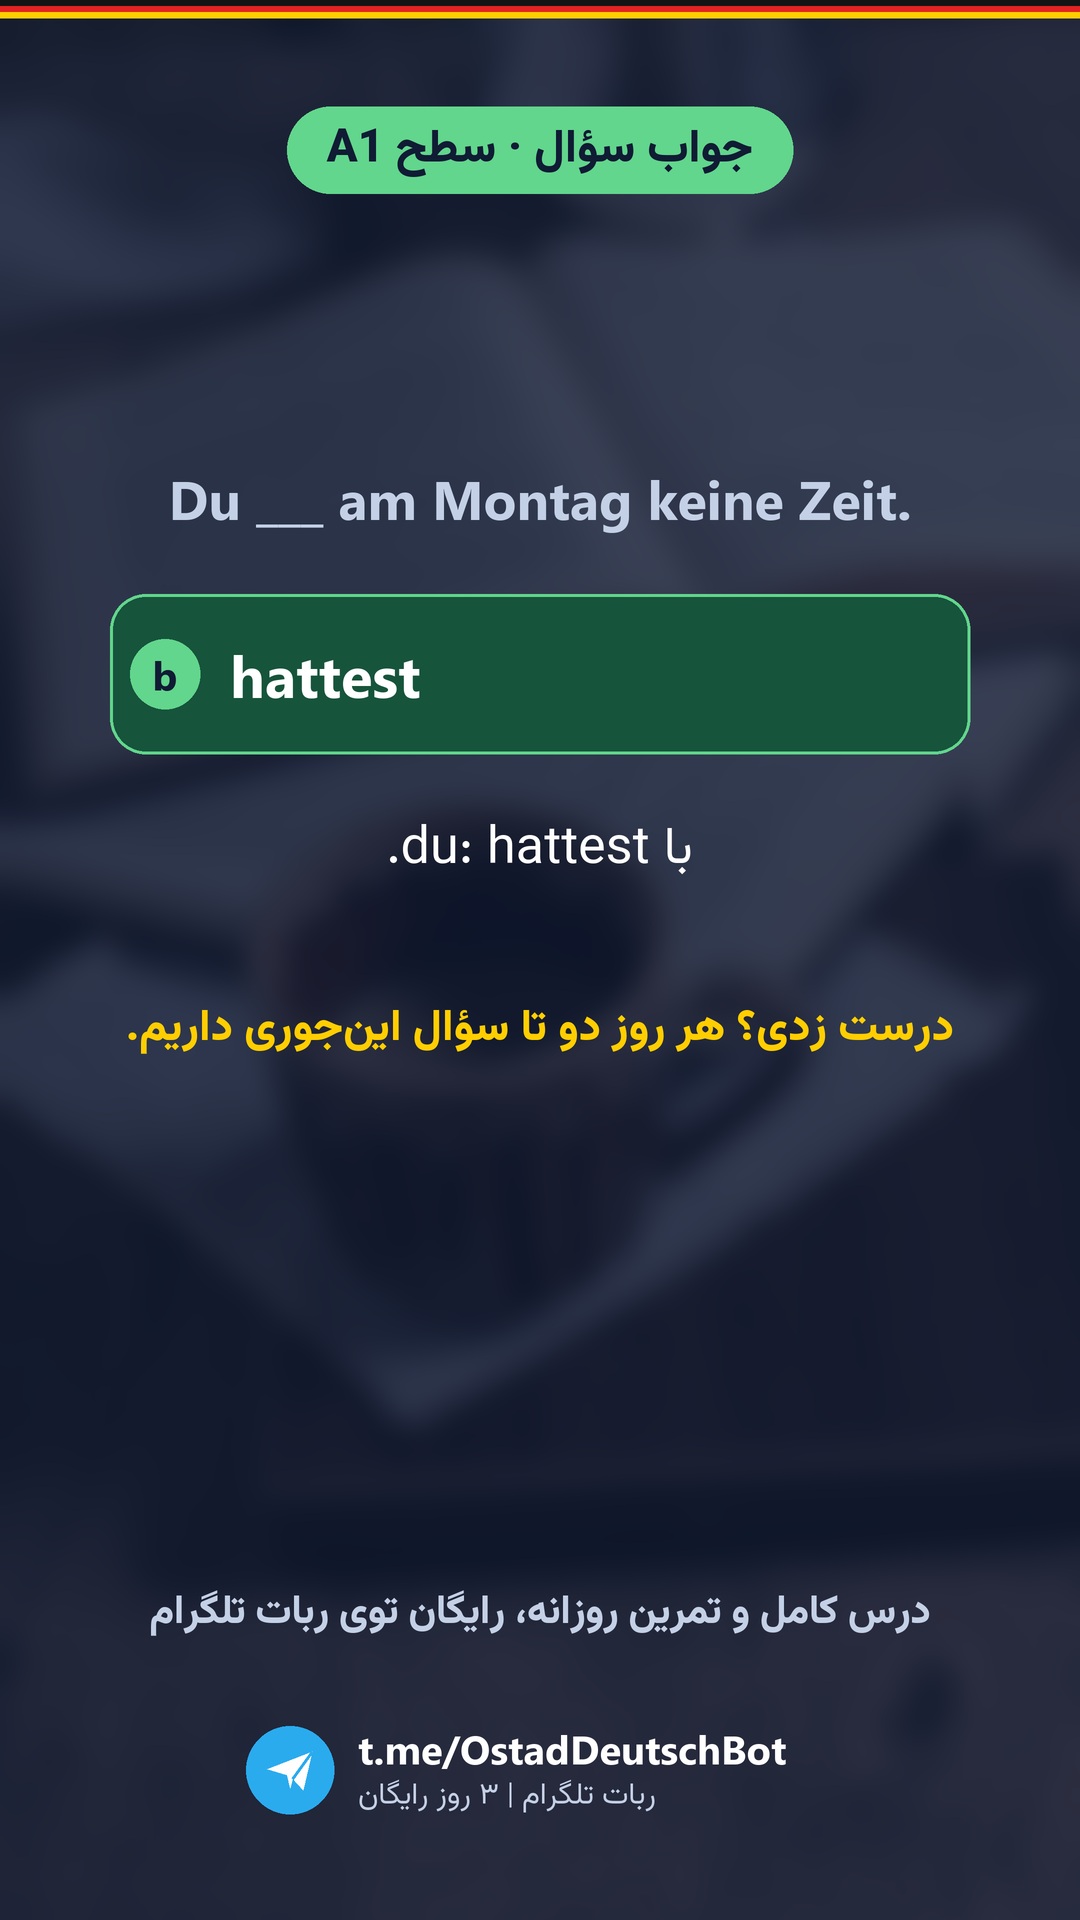 جواب سؤال · سطح A1
Du ___ am Montag keine Zeit.
b hattest
با du: hattest.
درست زدی؟ هر روز دو تا سؤال این‌جوری داریم.
درس کامل و تمرین روزانه، رایگان توی ربات تلگرام
t.me/OstadDeutschBot
ربات تلگرام | ۳ روز رایگان